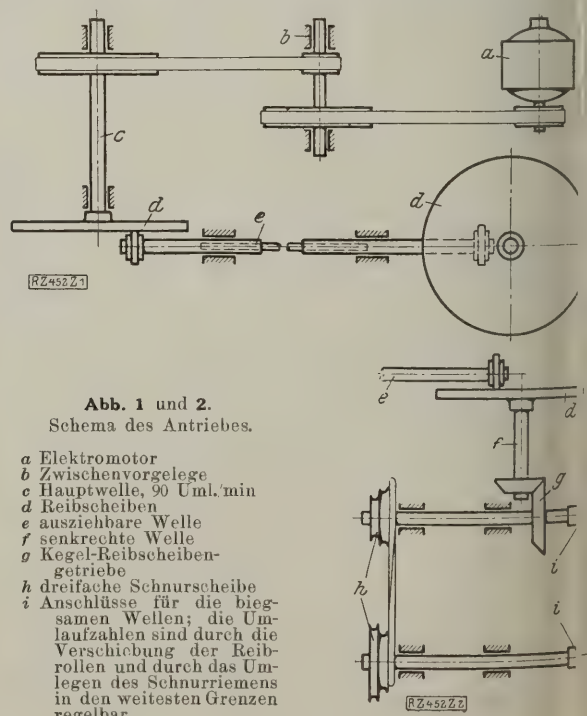 b
a
c
d
e
d
RZ452Z1
e
d
f
g
i
h
i
RZ452Z2
Abb. 1 und 2.
Schema des Antriebes.
a Elektromotor
b Zwischenvorgelege
c Hauptwelle, 90 Uml./min
d Reibscheiben
e ausziehbare Welle
f senkrechte Welle
g Kegel-Reibscheiben-
getriebe
h dreifache Schnurscheibe
i Anschlüsse für die bieg-
samen Wellen; die Um-
laufzahlen sind durch die
Verschiebung der Reib-
rollen und durch das Um-
legen des Schnurriemens
in den weitesten Grenzen
regelbar